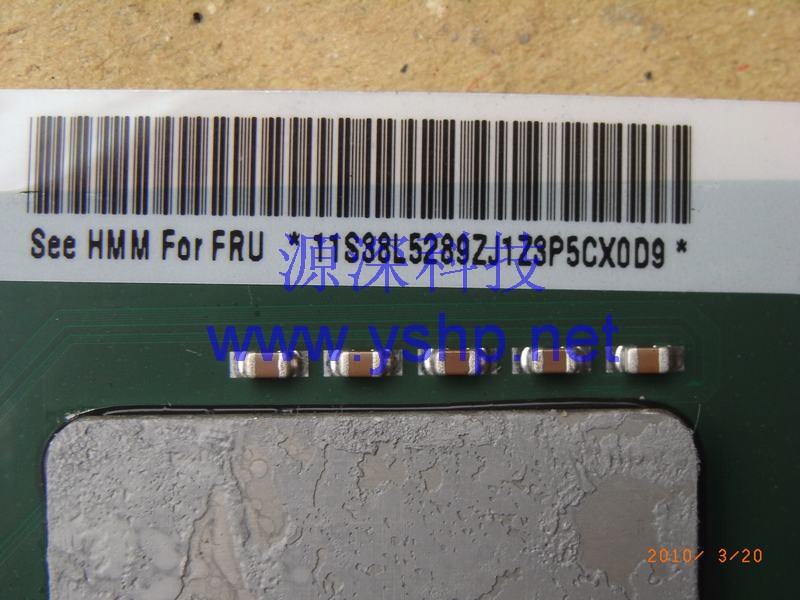 See HMM For FRU * 11S38L5289ZJ1Z3P5CX0D9 *
源深科技
www.yshp.net
2010/ 3/20